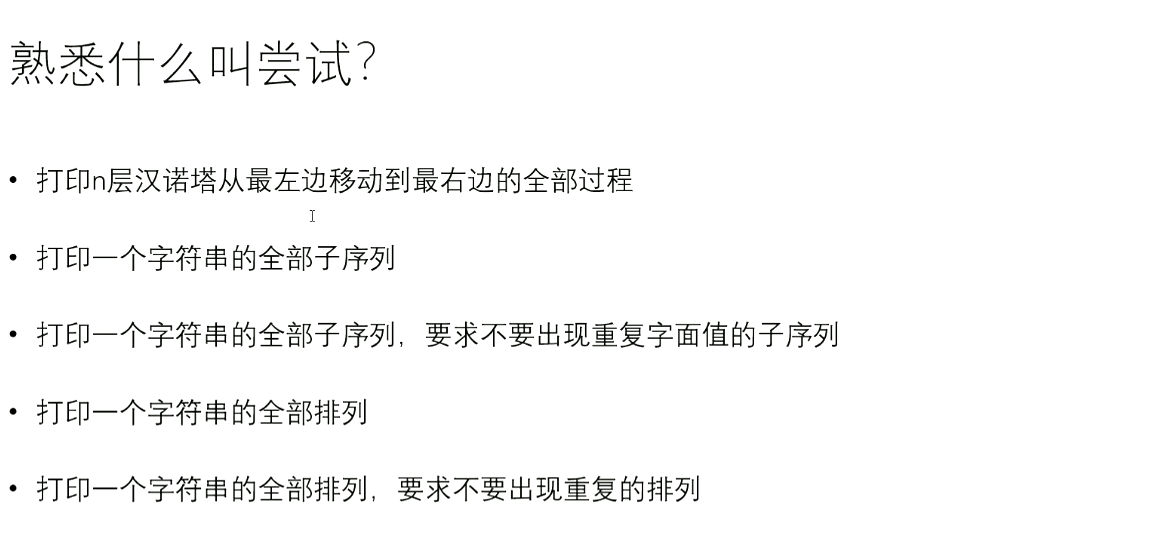 熟悉什么叫尝试?
• 打印n层汉诺塔从最左边移动到最右边的全部过程
• 打印一个字符串的全部子序列
• 打印一个字符串的全部子序列,要求不要出现重复字面值的子序列
• 打印一个字符串的全部排列
• 打印一个字符串的全部排列,要求不要出现重复的排列